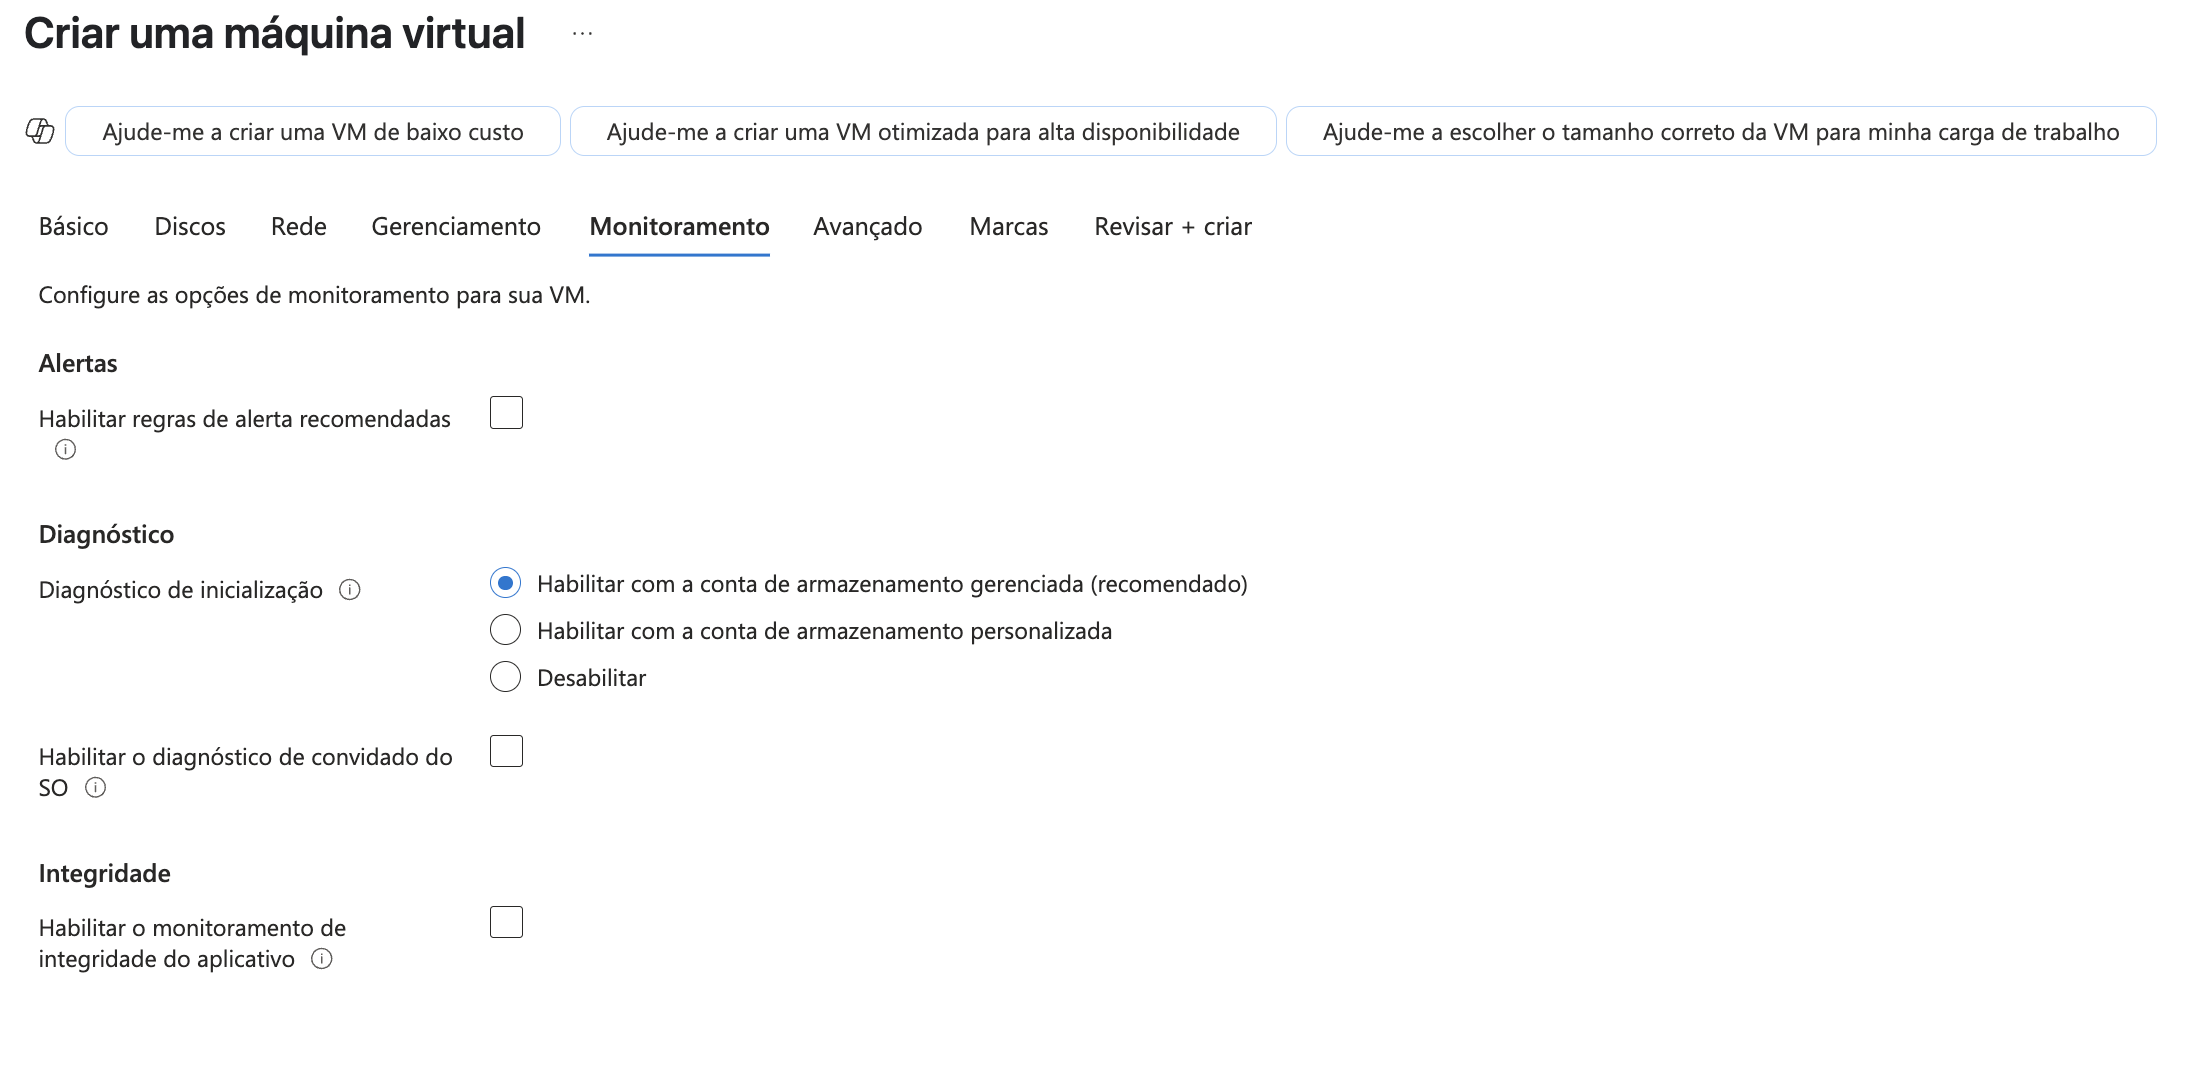 Criar uma máquina virtual ...
Ajude-me a criar uma VM de baixo custo
Ajude-me a criar uma VM otimizada para alta disponibilidade
Ajude-me a escolher o tamanho correto da VM para minha carga de trabalho
Básico Discos Rede Gerenciamento Monitoramento Avançado Marcas Revisar + criar
Configure as opções de monitoramento para sua VM.
Alertas
Habilitar regras de alerta recomendadas
Diagnóstico
Diagnóstico de inicialização
Habilitar com a conta de armazenamento gerenciada (recomendado)
Habilitar com a conta de armazenamento personalizada
Desabilitar
Habilitar o diagnóstico de convidado do
SO
Integridade
Habilitar o monitoramento de
integridade do aplicativo